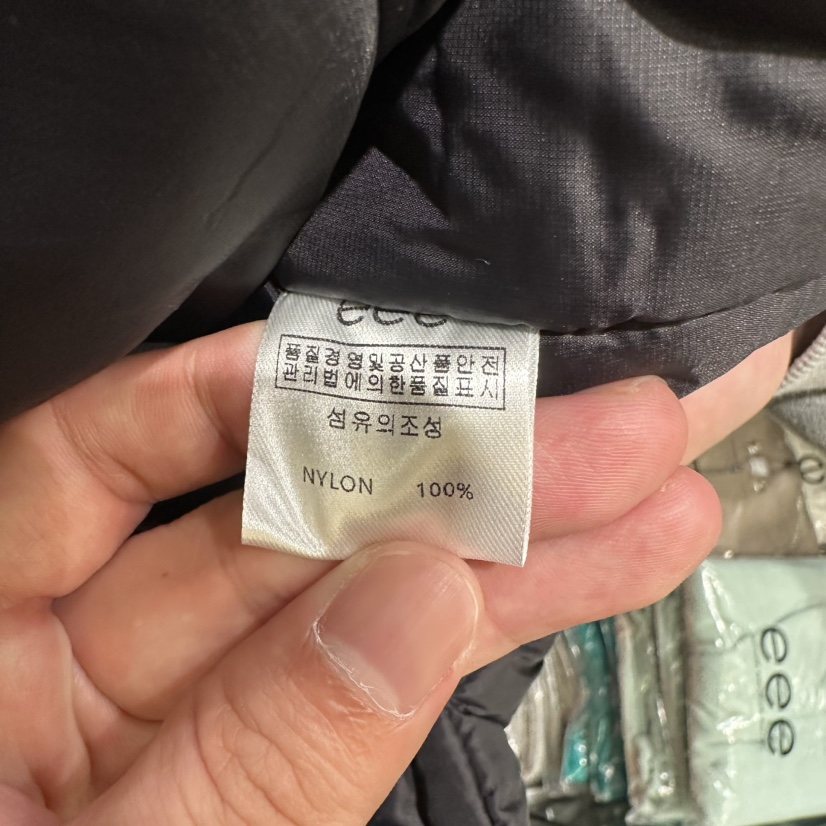 eee
품질경영및공산품안전
관리법에의한품질표시
섬유의조성
NYLON 100%
eee